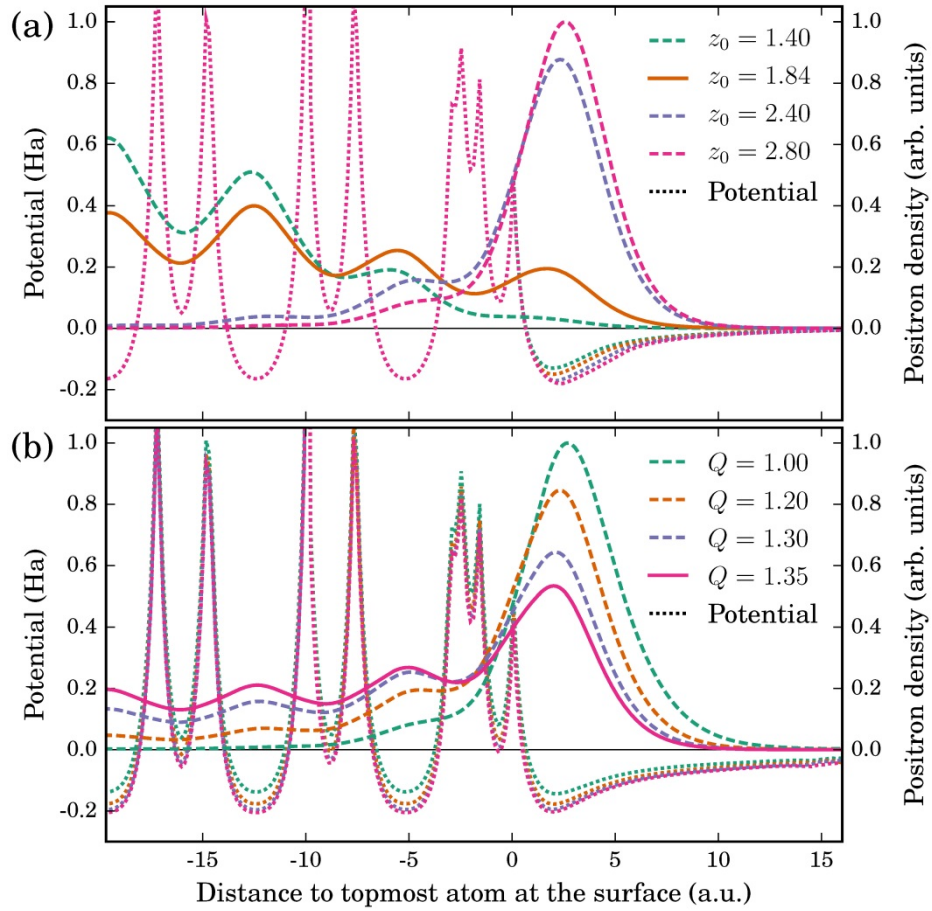 (a)
1.0
0.8
0.6
0.4
0.2
0.0
-0.2
Potential (Ha)
z₀ = 1.40
z₀ = 1.84
z₀ = 2.40
z₀ = 2.80
Potential
1.0
0.8
0.6
0.4
0.2
0.0
Positron density (arb. units)
(b)
1.0
0.8
0.6
0.4
0.2
0.0
-0.2
Potential (Ha)
Q = 1.00
Q = 1.20
Q = 1.30
Q = 1.35
Potential
1.0
0.8
0.6
0.4
0.2
0.0
Positron density (arb. units)
-15 -10 -5 0 5 10 15
Distance to topmost atom at the surface (a.u.)